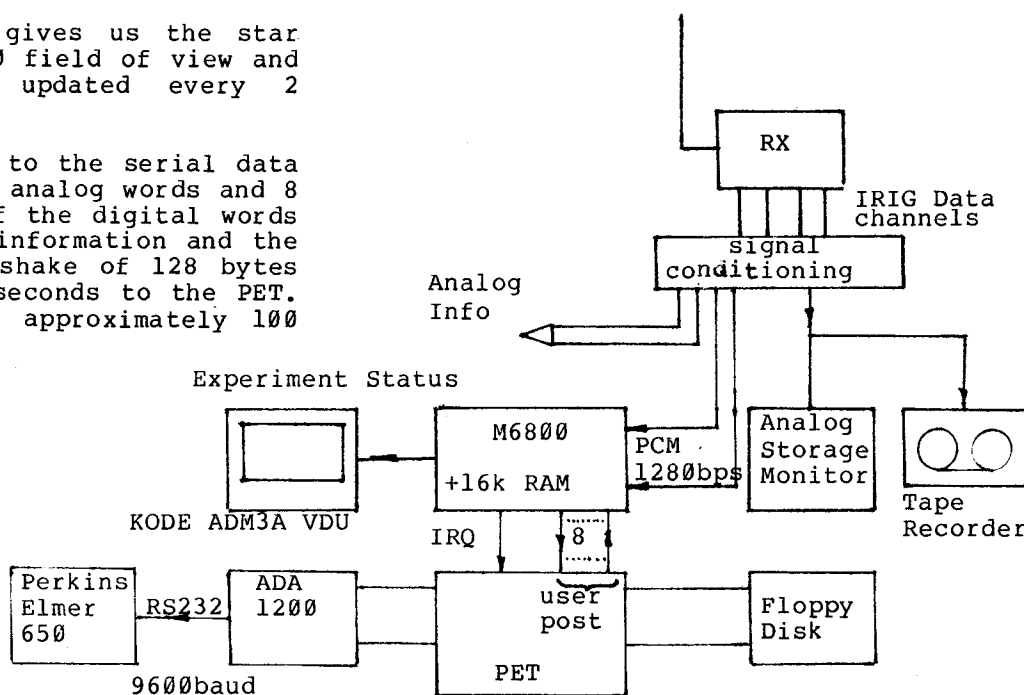 gives us the star
0 field of view and
updated every 2
to the serial data
analog words and 8
f the digital words
information and the
shake of 128 bytes
seconds to the PET.
approximately 100
RX
IRIG Data
channels
signal
conditioning
Analog
Info
Experiment Status
M6800
+16k RAM
PCM
1280bps
Analog
Storage
Monitor
Tape
Recorder
KODE ADM3A VDU
IRQ
8
user
post
Perkins
Elmer
650
RS232
ADA
1200
PET
Floppy
Disk
9600baud